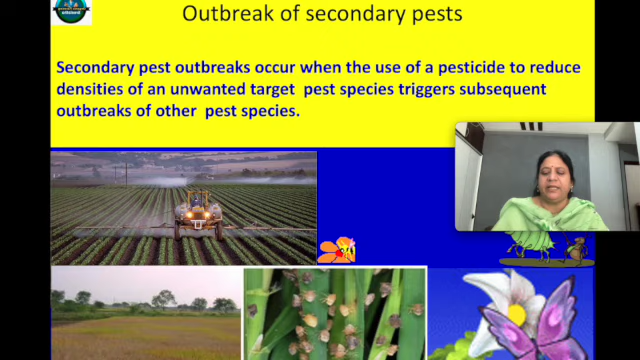 Outbreak of secondary pests
Secondary pest outbreaks occur when the use of a pesticide to reduce
densities of an unwanted target pest species triggers subsequent
outbreaks of other pest species.